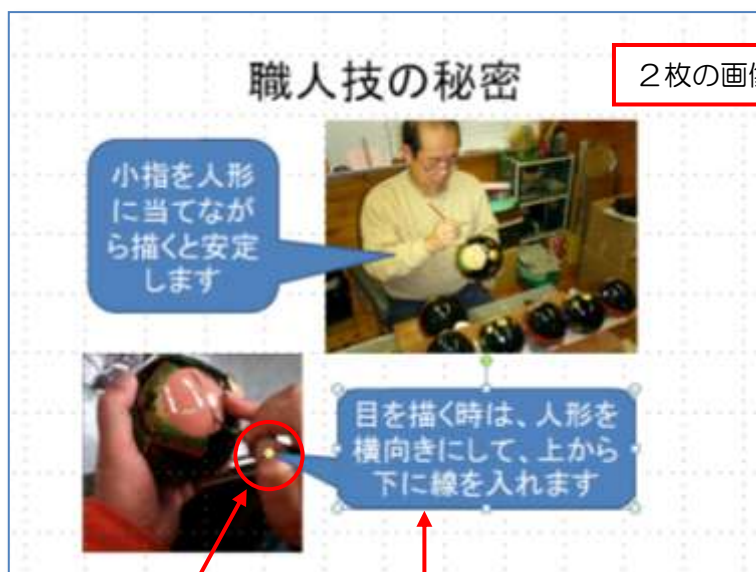 職人技の秘密
２枚の画
小指を人形
に当てなが
ら描くと安定
します
目を描く時は、人形を
横向きにして、上から
下に線を入れます